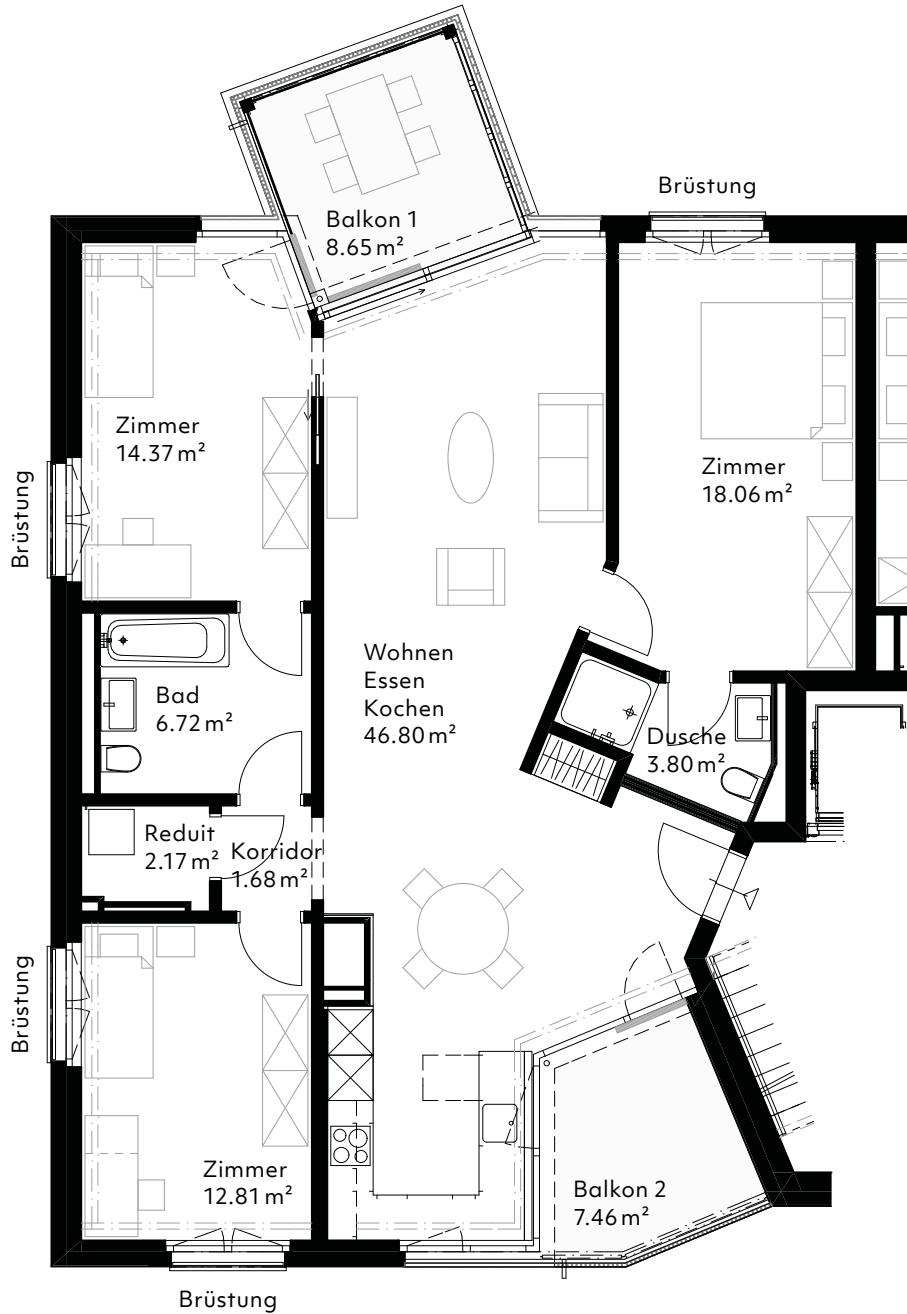 Brüstung
Balkon 1
8.65 m²
Zimmer
14.37 m²
Zimmer
18.06 m²
Brüstung
Wohnen
Essen
Kochen
46.80 m²
Bad
6.72 m²
Dusche
3.80 m²
Reduit
2.17 m²
Korridor
1.68 m²
Brüstung
Zimmer
12.81 m²
Balkon 2
7.46 m²
Brüstung